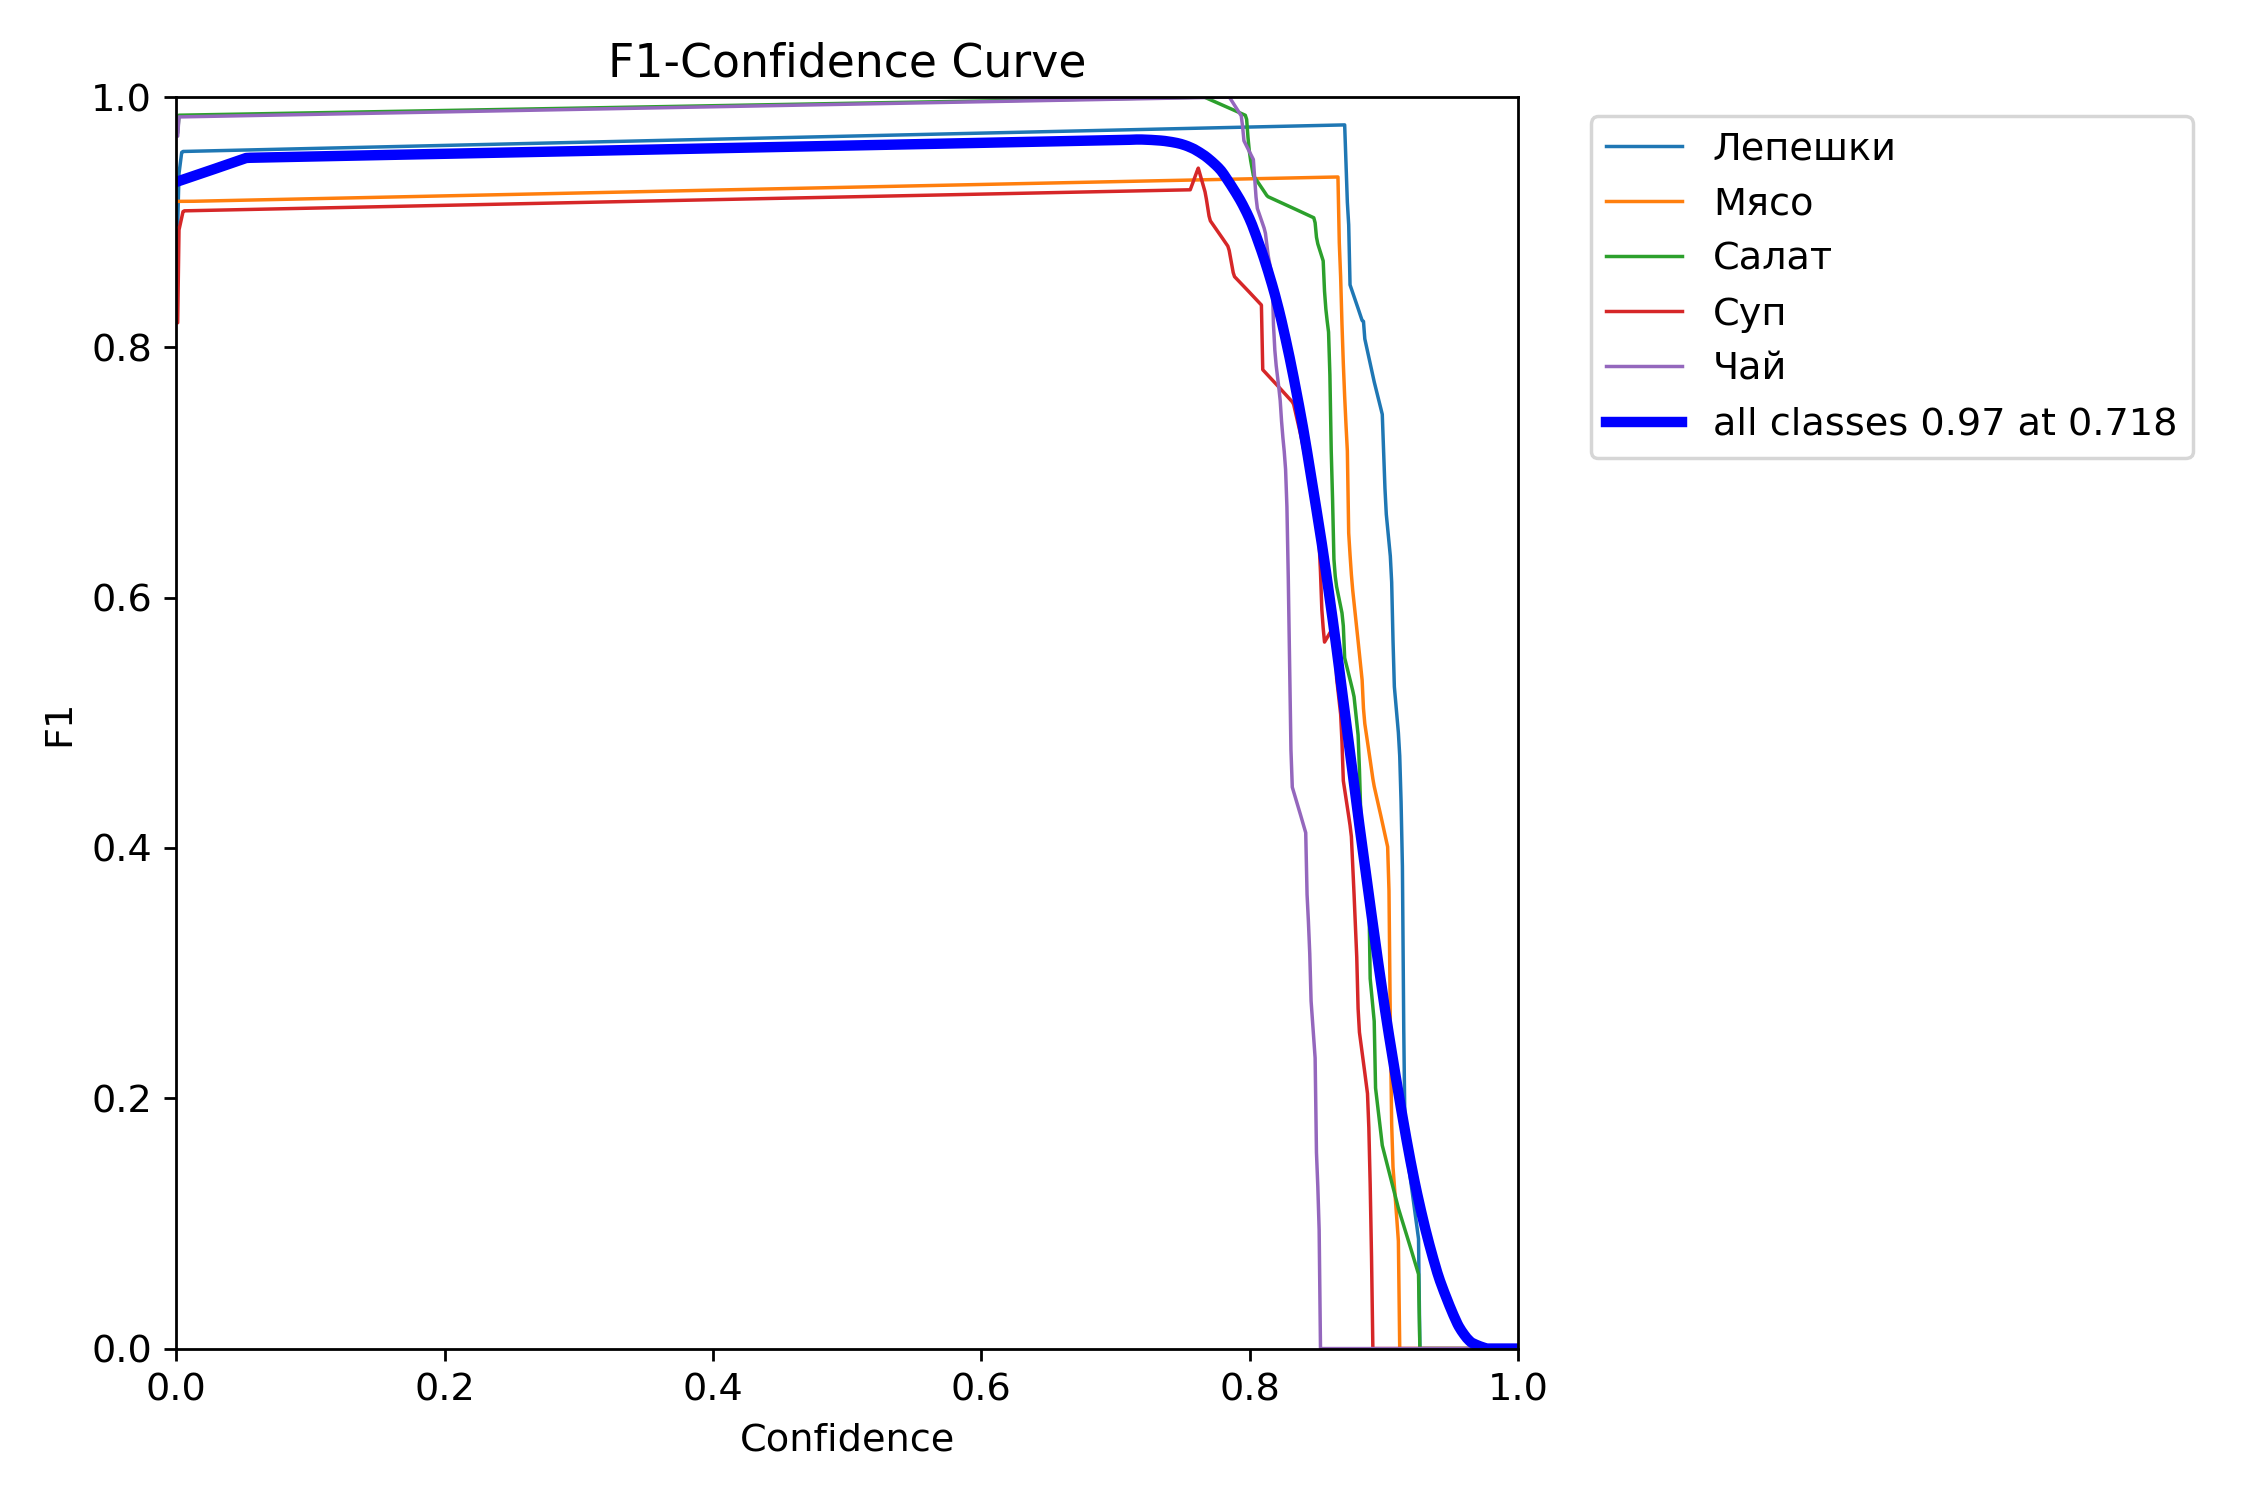 F1-Confidence Curve
1.0
0.8
0.6
0.4
0.2
0.0
F1
0.0 0.2 0.4 0.6 0.8 1.0
Confidence
Лепешки
Мясо
Салат
Суп
Чай
all classes 0.97 at 0.718